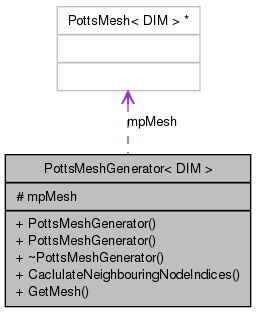 PottsMesh< DIM > *
mpMesh
PottsMeshGenerator< DIM >
# mpMesh
+ PottsMeshGenerator()
+ PottsMeshGenerator()
+ ~PottsMeshGenerator()
+ CaclulateNeighbouringNodeIndices()
+ GetMesh()